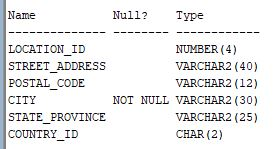 Name           Null?    Type
-------------- -------- ------------
LOCATION_ID             NUMBER(4)
STREET_ADDRESS          VARCHAR2(40)
POSTAL_CODE             VARCHAR2(12)
CITY           NOT NULL VARCHAR2(30)
STATE_PROVINCE          VARCHAR2(25)
COUNTRY_ID              CHAR(2)